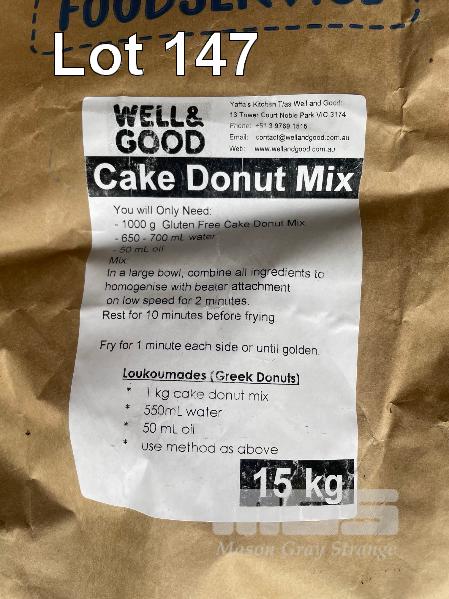 FOODSERVICE
Lot 147
WELL&
GOOD
Yaffa's Kitchen T/as Well and Good:
13 Tower Court Noble Park VIC 3174
Phone: +61 3 9769 1516
Email: contact@wellandgood.com.au
Web: www.wellandgood.com.au
Cake Donut Mix
You will Only Need:
- 1000 g Gluten Free Cake Donut Mix
- 650 - 700 mL water
- 50 mL oil
Mix
In a large bowl, combine all ingredients to
homogenise with beater attachment
on low speed for 2 minutes.
Rest for 10 minutes before frying
Fry for 1 minute each side or until golden.
Loukoumades (Greek Donuts)
* 1 kg cake donut mix
* 550mL water
* 50 mL oil
* use method as above
15 kg
MGS
Mason Gray Strange